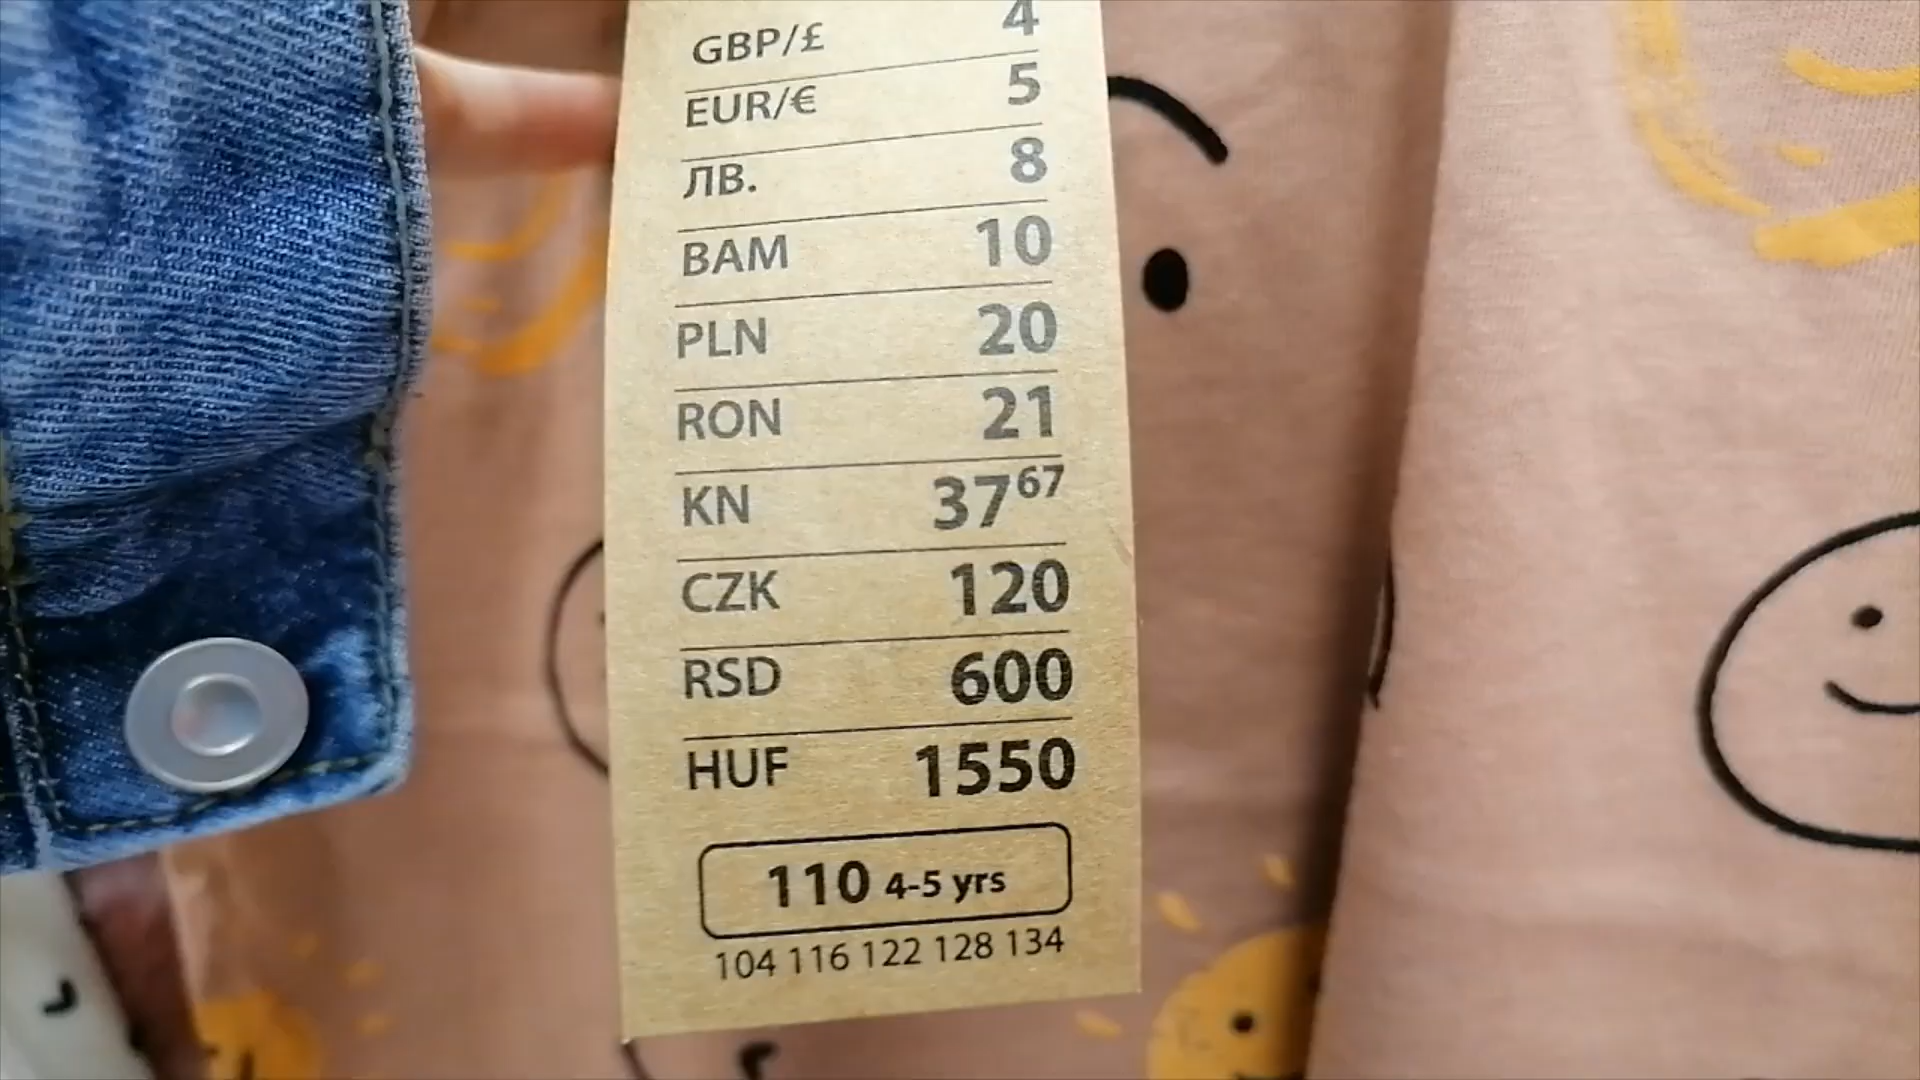 GBP/£ 4
EUR/€ 5
ЛВ. 8
BAM 10
PLN 20
RON 21
KN 37⁶⁷
CZK 120
RSD 600
HUF 1550
110 4-5 yrs
104 116 122 128 134